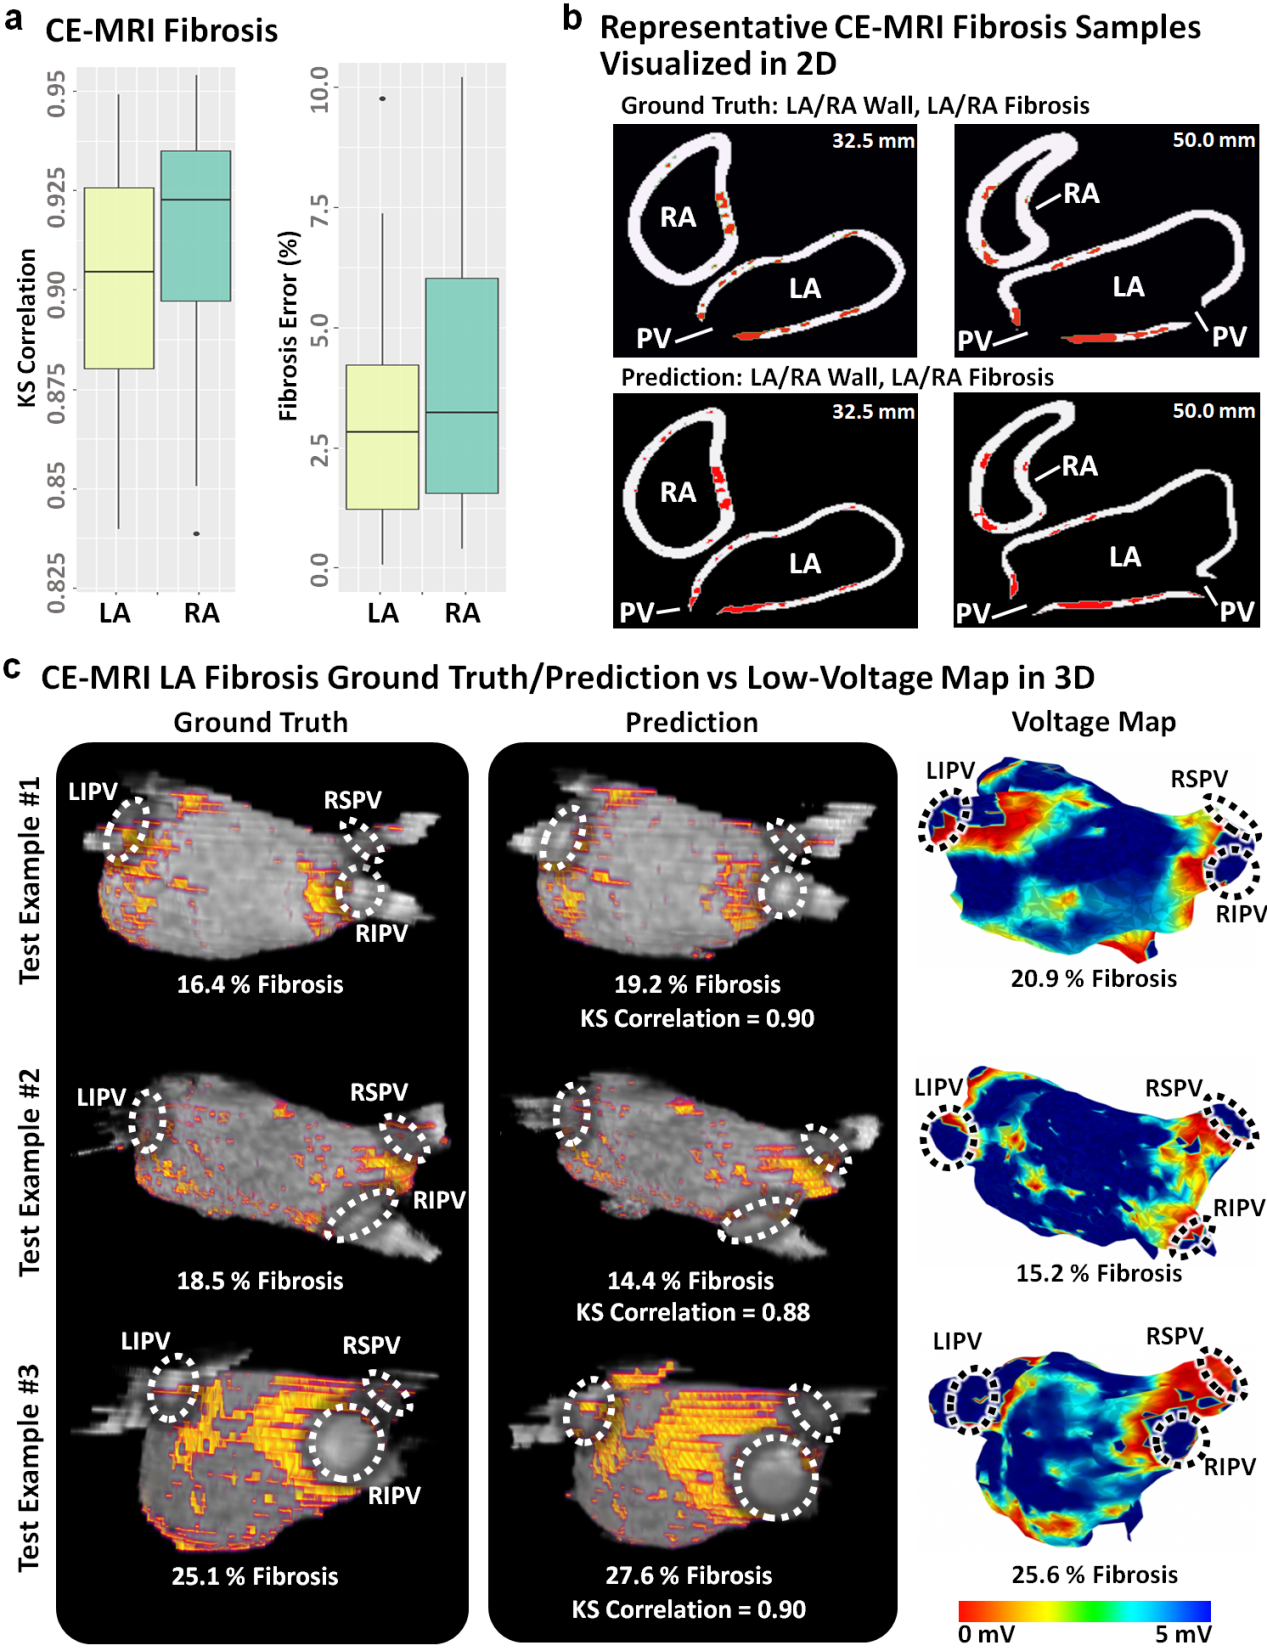 a CE-MRI Fibrosis
KS Correlation
0.95
0.925
0.90
0.875
0.85
0.825
LA RA
Fibrosis Error (%)
10.0
7.5
5.0
2.5
0.0
LA RA
b Representative CE-MRI Fibrosis Samples
Visualized in 2D
Ground Truth: LA/RA Wall, LA/RA Fibrosis
32.5 mm
RA
LA
PV
50.0 mm
RA
LA
PV
PV
Prediction: LA/RA Wall, LA/RA Fibrosis
32.5 mm
RA
LA
PV
50.0 mm
RA
LA
PV
PV
c CE-MRI LA Fibrosis Ground Truth/Prediction vs Low-Voltage Map in 3D
Ground Truth Prediction Voltage Map
Test Example #1
LIPV
RSPV
RIPV
16.4 % Fibrosis
19.2 % Fibrosis
KS Correlation = 0.90
LIPV
RSPV
RIPV
20.9 % Fibrosis
Test Example #2
LIPV
RSPV
RIPV
18.5 % Fibrosis
14.4 % Fibrosis
KS Correlation = 0.88
LIPV
RSPV
RIPV
15.2 % Fibrosis
Test Example #3
LIPV
RSPV
RIPV
25.1 % Fibrosis
27.6 % Fibrosis
KS Correlation = 0.90
LIPV
RSPV
RIPV
25.6 % Fibrosis
0 mV 5 mV